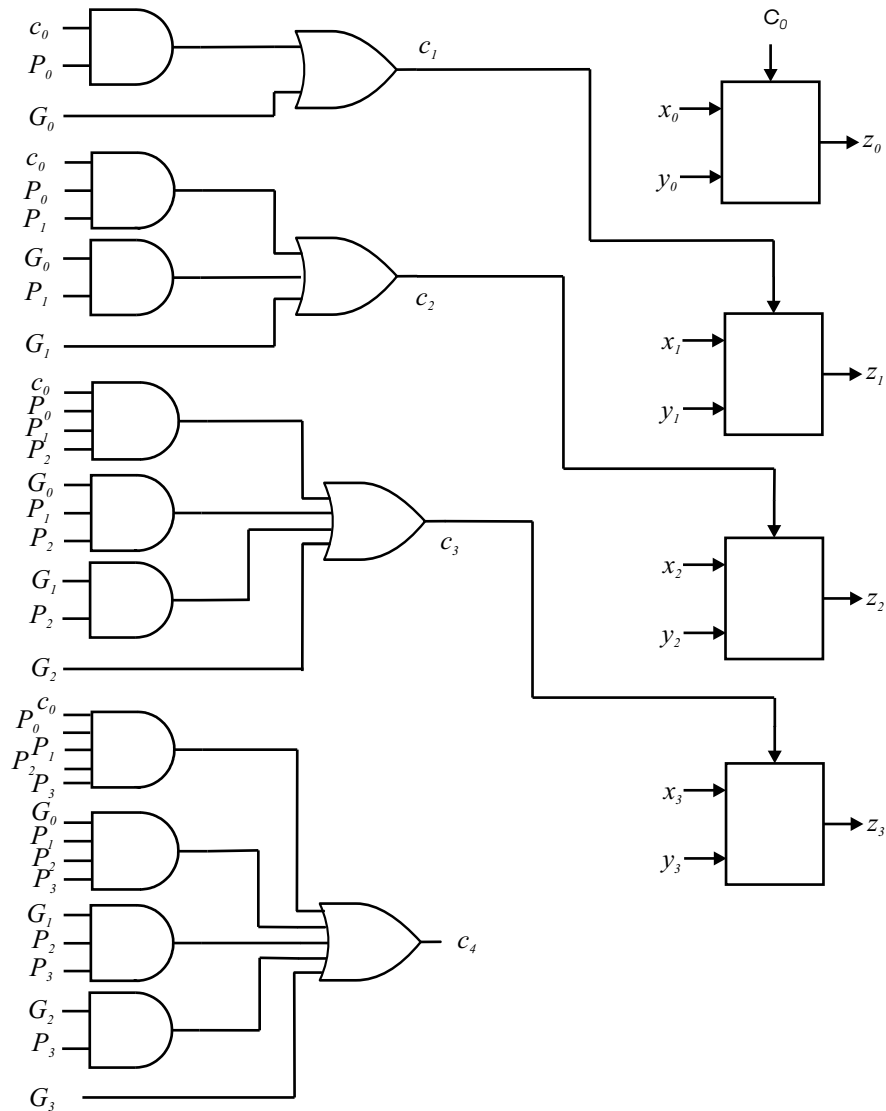 c₀
P₀
G₀
c₁
c₀
P₀
P₁
G₀
P₁
G₁
c₂
c₀
P₀
P₁
P₂
G₀
P₁
P₂
G₁
P₂
G₂
c₃
c₀
P₀
P₁
P₂
P₃
G₀
P₁
P₂
P₃
G₁
P₂
P₃
G₂
P₃
G₃
c₄
C₀
x₀
y₀
z₀
x₁
y₁
z₁
x₂
y₂
z₂
x₃
y₃
z₃